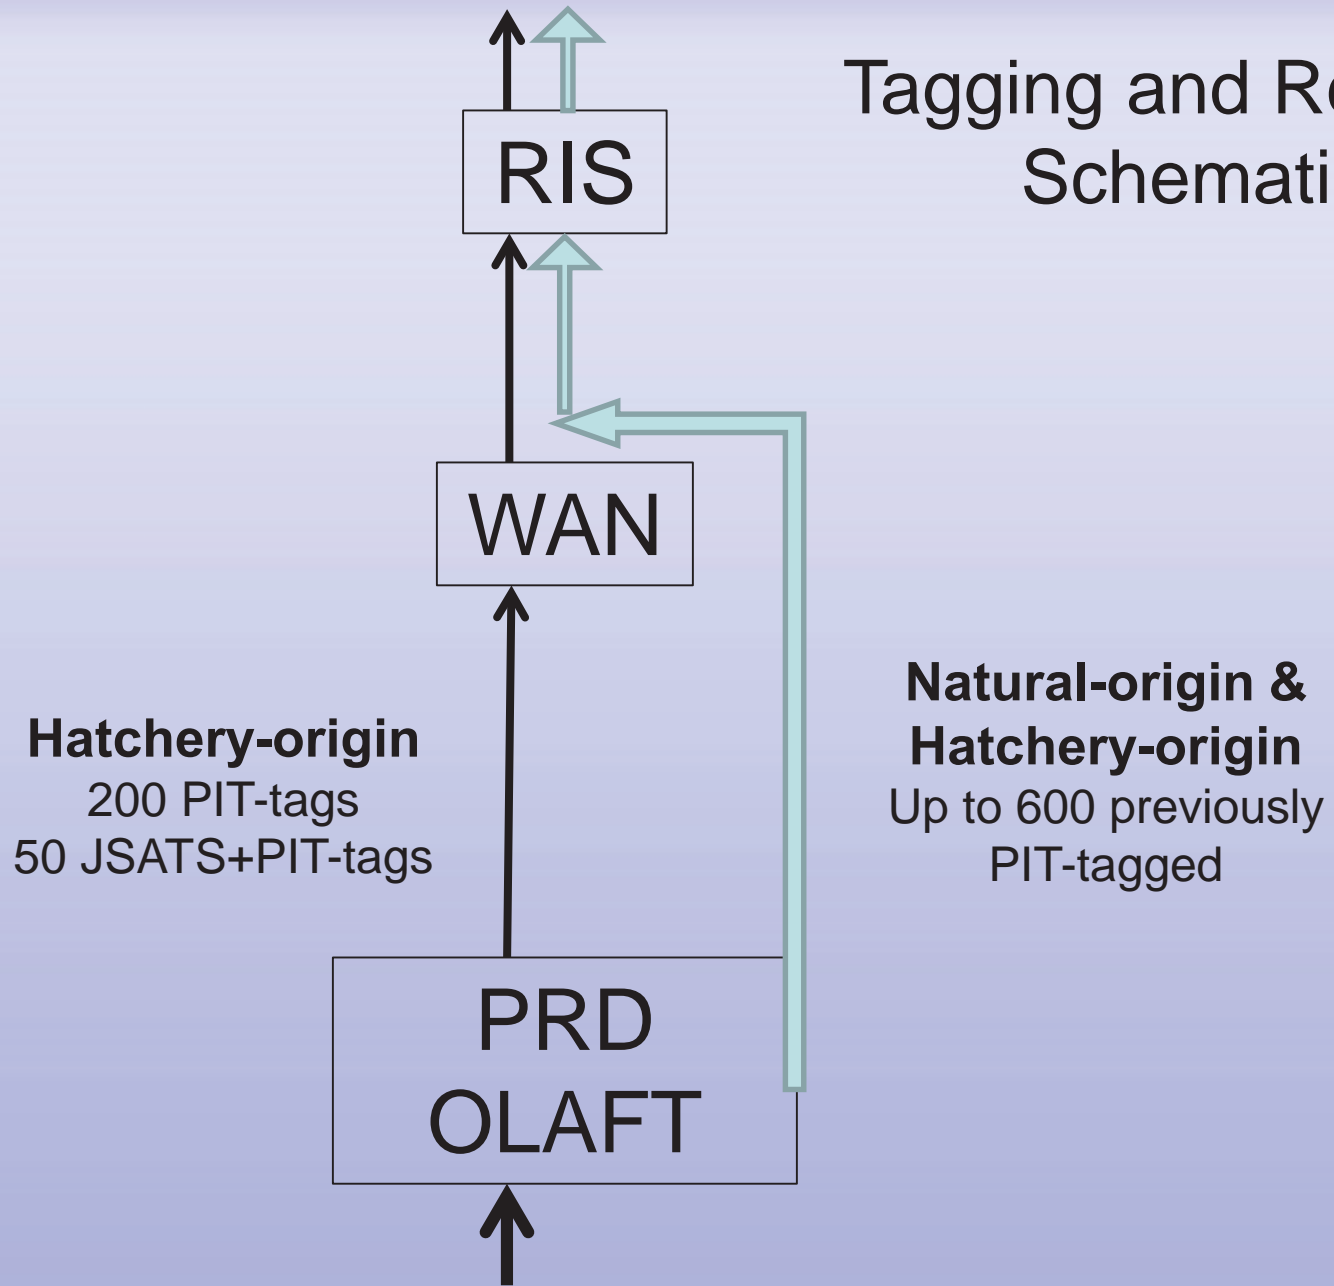 Tagging and
Schemati
RIS
WAN
Hatchery-origin
200 PIT-tags
50 JSATS+PIT-tags
Natural-origin &
Hatchery-origin
Up to 600 previously
PIT-tagged
PRD
OLAFT